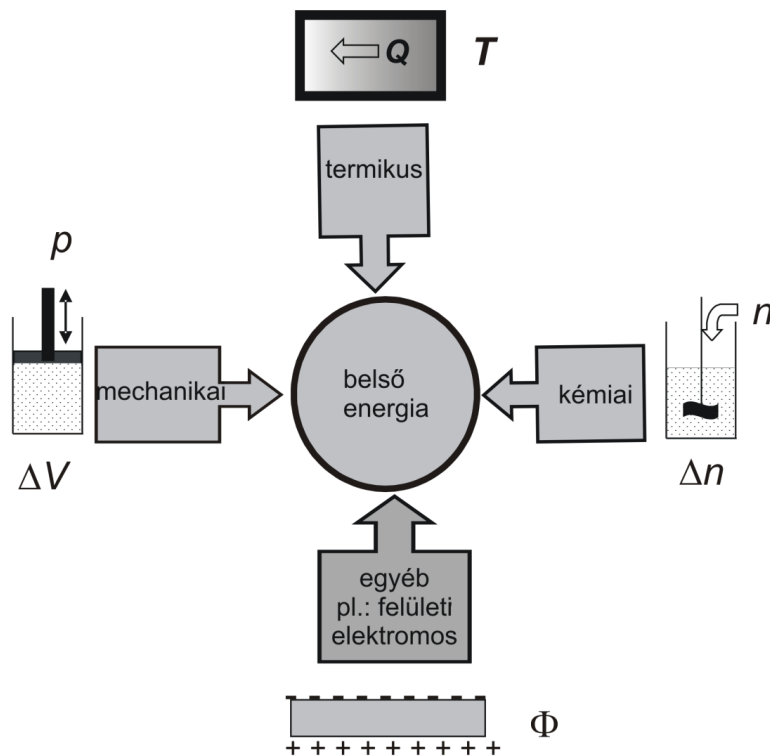 Q T
termikus
p
mechanikai
ΔV
belső
energia
kémiai
n
Δn
egyéb
pl.: felületi
elektromos
- - - - - - - - -
Φ
+ + + + + + + + +